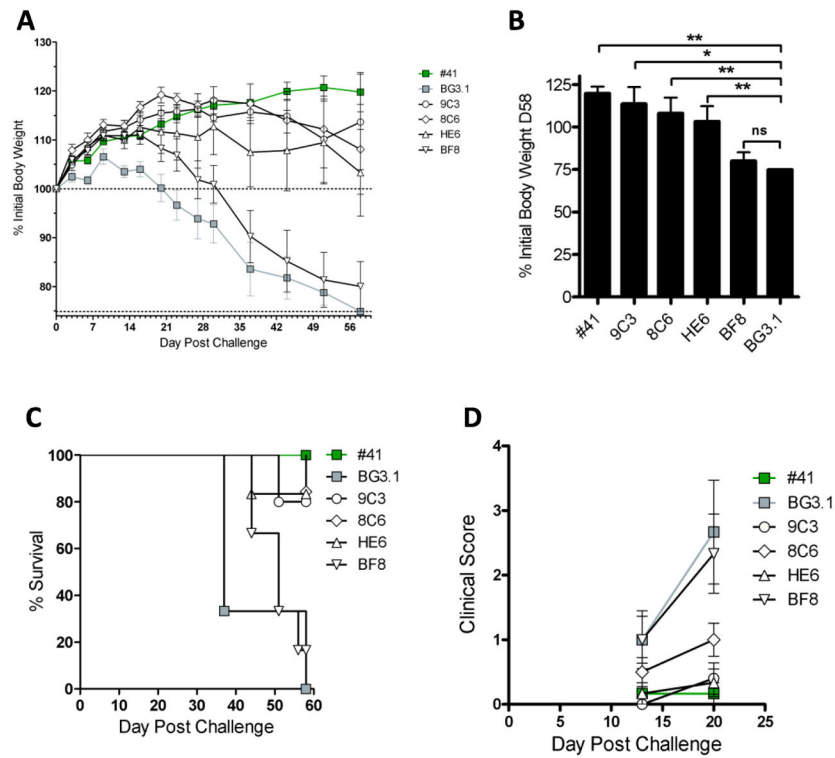 A
% Initial Body Weight
130
120
110
100
90
80
0 7 14 21 28 35 42 49 56
Day Post Challenge
#41
BG3.1
9C3
8C6
HE6
BF8
B
% Initial Body Weight D58
125
100
75
50
25
0
**
*
**
**
ns
#41 9C3 8C6 HE6 BF8 BG3.1
C
% Survival
100
80
60
40
20
0
0 10 20 30 40 50 60
Day Post Challenge
#41
BG3.1
9C3
8C6
HE6
BF8
D
Clinical Score
4
3
2
1
0
0 5 10 15 20 25
Day Post Challenge
#41
BG3.1
9C3
8C6
HE6
BF8